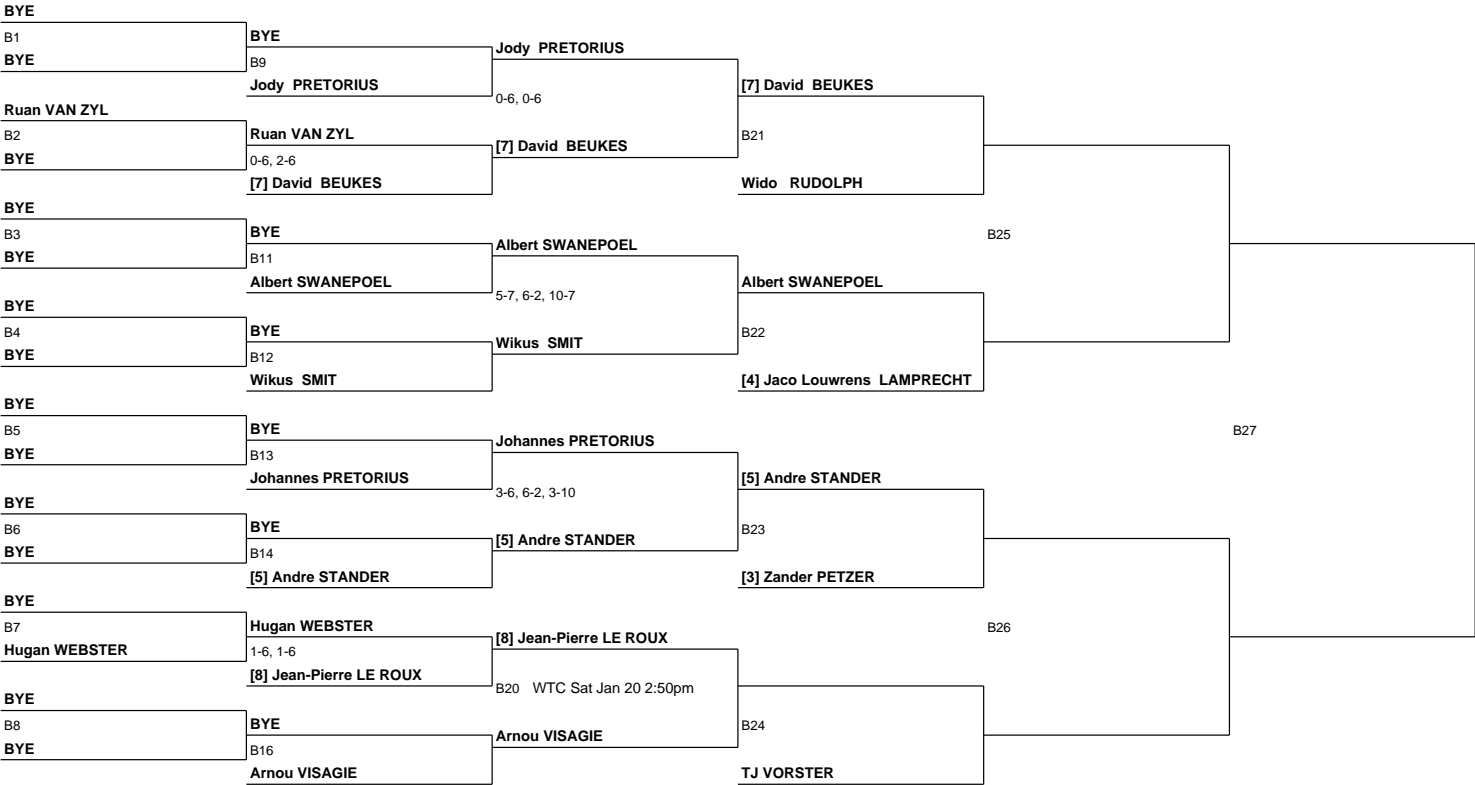 BYE
B1
BYE
Ruan VAN ZYL
B2
BYE
BYE
B3
BYE
BYE
B4
BYE
BYE
B5
BYE
BYE
B6
BYE
BYE
B7
Hugan WEBSTER
BYE
B8
BYE
BYE
B9
Jody PRETORIUS
Ruan VAN ZYL
0-6, 2-6
[7] David BEUKES
BYE
B11
Albert SWANEPOEL
BYE
B12
Wikus SMIT
BYE
B13
Johannes PRETORIUS
BYE
B14
[5] Andre STANDER
Hugan WEBSTER
1-6, 1-6
[8] Jean-Pierre LE ROUX
BYE
B16
Arnou VISAGIE
Jody PRETORIUS
0-6, 0-6
[7] David BEUKES
Albert SWANEPOEL
5-7, 6-2, 10-7
Wikus SMIT
Johannes PRETORIUS
3-6, 6-2, 3-10
[5] Andre STANDER
[8] Jean-Pierre LE ROUX
B20 WTC Sat Jan 20 2:50pm
Arnou VISAGIE
[7] David BEUKES
B21
Wido RUDOLPH
Albert SWANEPOEL
B22
[4] Jaco Louwrens LAMPRECHT
[5] Andre STANDER
B23
[3] Zander PETZER
B24
TJ VORSTER
B25
B26
B27